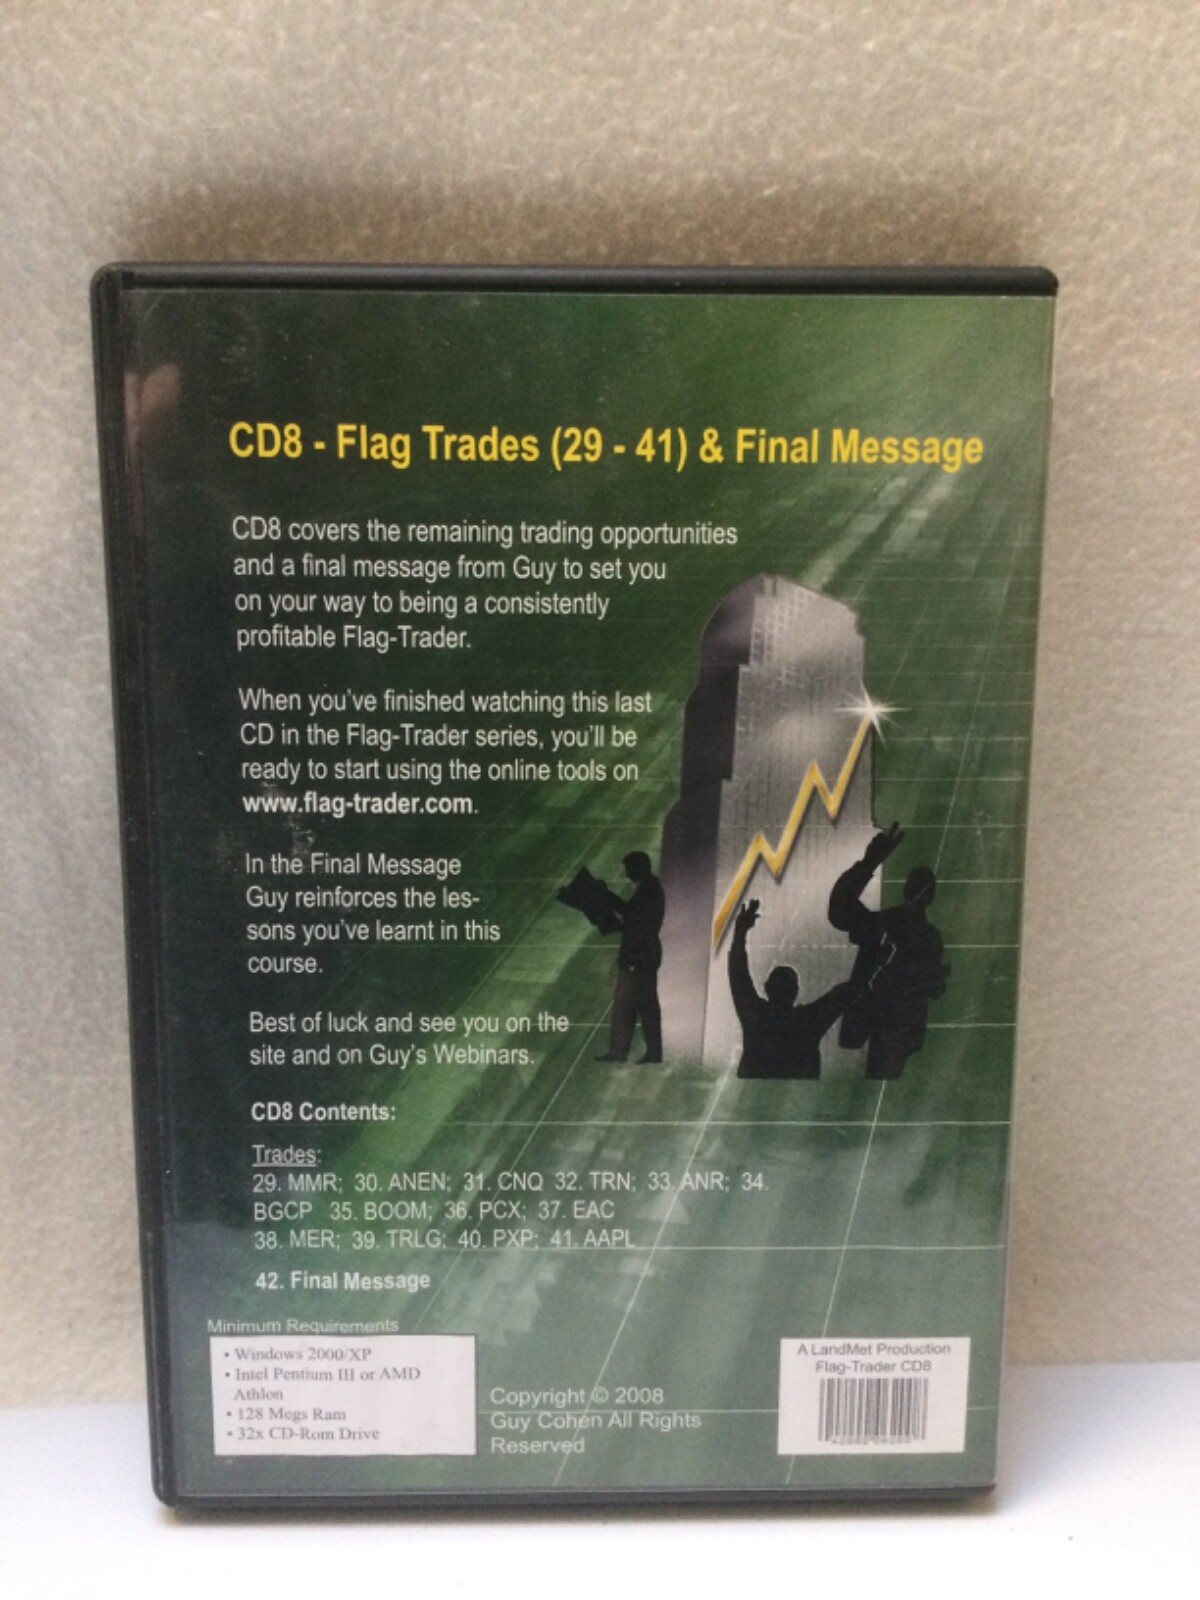 CD8 - Flag Trades (29 - 41) & Final Message
CD8 covers the remaining trading opportunities
and a final message from Guy to set you
on your way to being a consistently
profitable Flag-Trader.
When you've finished watching this last
CD in the Flag-Trader series, you'll be
ready to start using the online tools on
www.flag-trader.com.
In the Final Message
Guy reinforces the les-
sons you've learnt in this
course.
Best of luck and see you on the
site and on Guy's Webinars.
CD8 Contents:
Trades:
29. MMR; 30. ANEN; 31. CNQ 32. TRN; 33. ANR; 34.
BGCP 35. BOOM; 36. PCX; 37. EAC
38. MER; 39. TRLG; 40. PXP; 41. AAPL
42. Final Message
Minimum Requirements
• Windows 2000/XP
• Intel Pentium III or AMD
Athlon
• 128 Megs Ram
• 32x CD-Rom Drive
Copyright © 2008
Guy Cohen All Rights
Reserved
A LandMet Production
Flag-Trader CD8